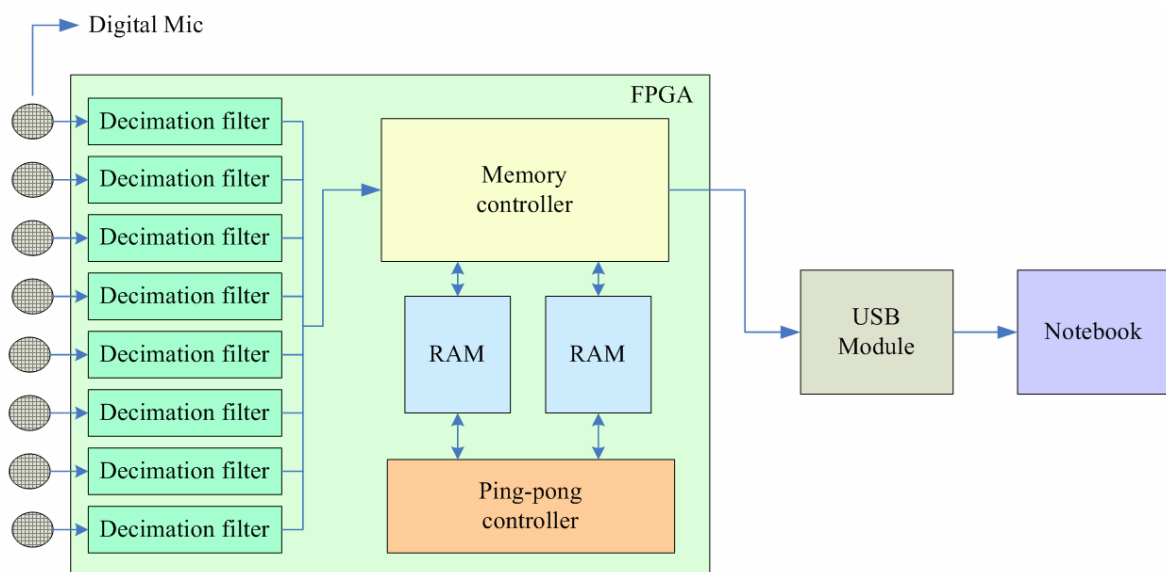 Digital Mic
FPGA
Decimation filter
Decimation filter
Decimation filter
Decimation filter
Decimation filter
Decimation filter
Decimation filter
Decimation filter
Memory
controller
RAM
RAM
Ping-pong
controller
USB
Module
Notebook